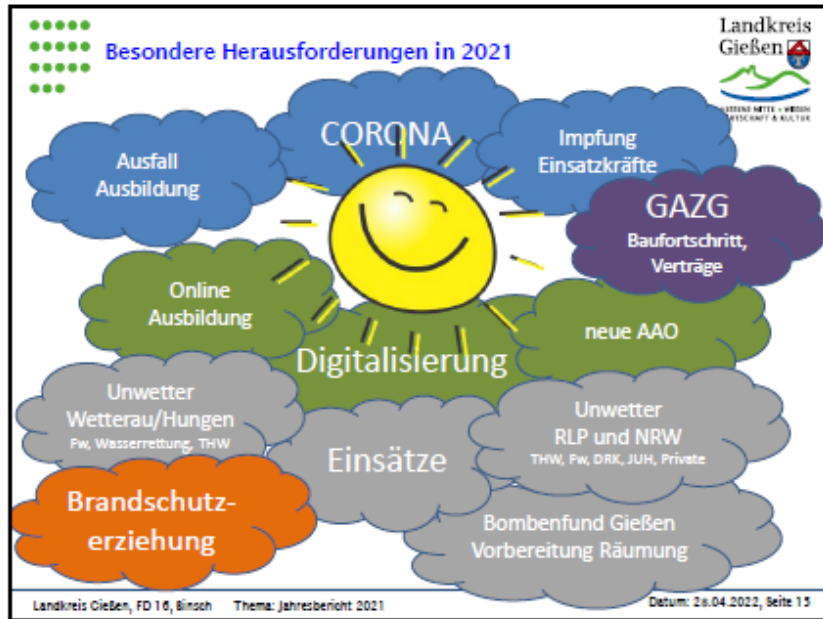 Besondere Herausforderungen in 2021
Landkreis
Gießen
CORONA
Ausfall
Ausbildung
Impfung
Einsatzkräfte
GAZG
Baufortschritt,
Verträge
Online
Ausbildung
Digitalisierung
neue AAO
Unwetter
Wetterau/Hungen
Fw, Wasserrettung, THW
Einsätze
Unwetter
RLP und NRW
THW, Fw, DRK, JUH, Private
Brandschutz-
erziehung
Bombenfund Gießen
Vorbereitung Räumung
Landkreis Gießen, FD 16, Binsch Thema: Jahresbericht 2021
Datum: 28.04.2022, Seite 15